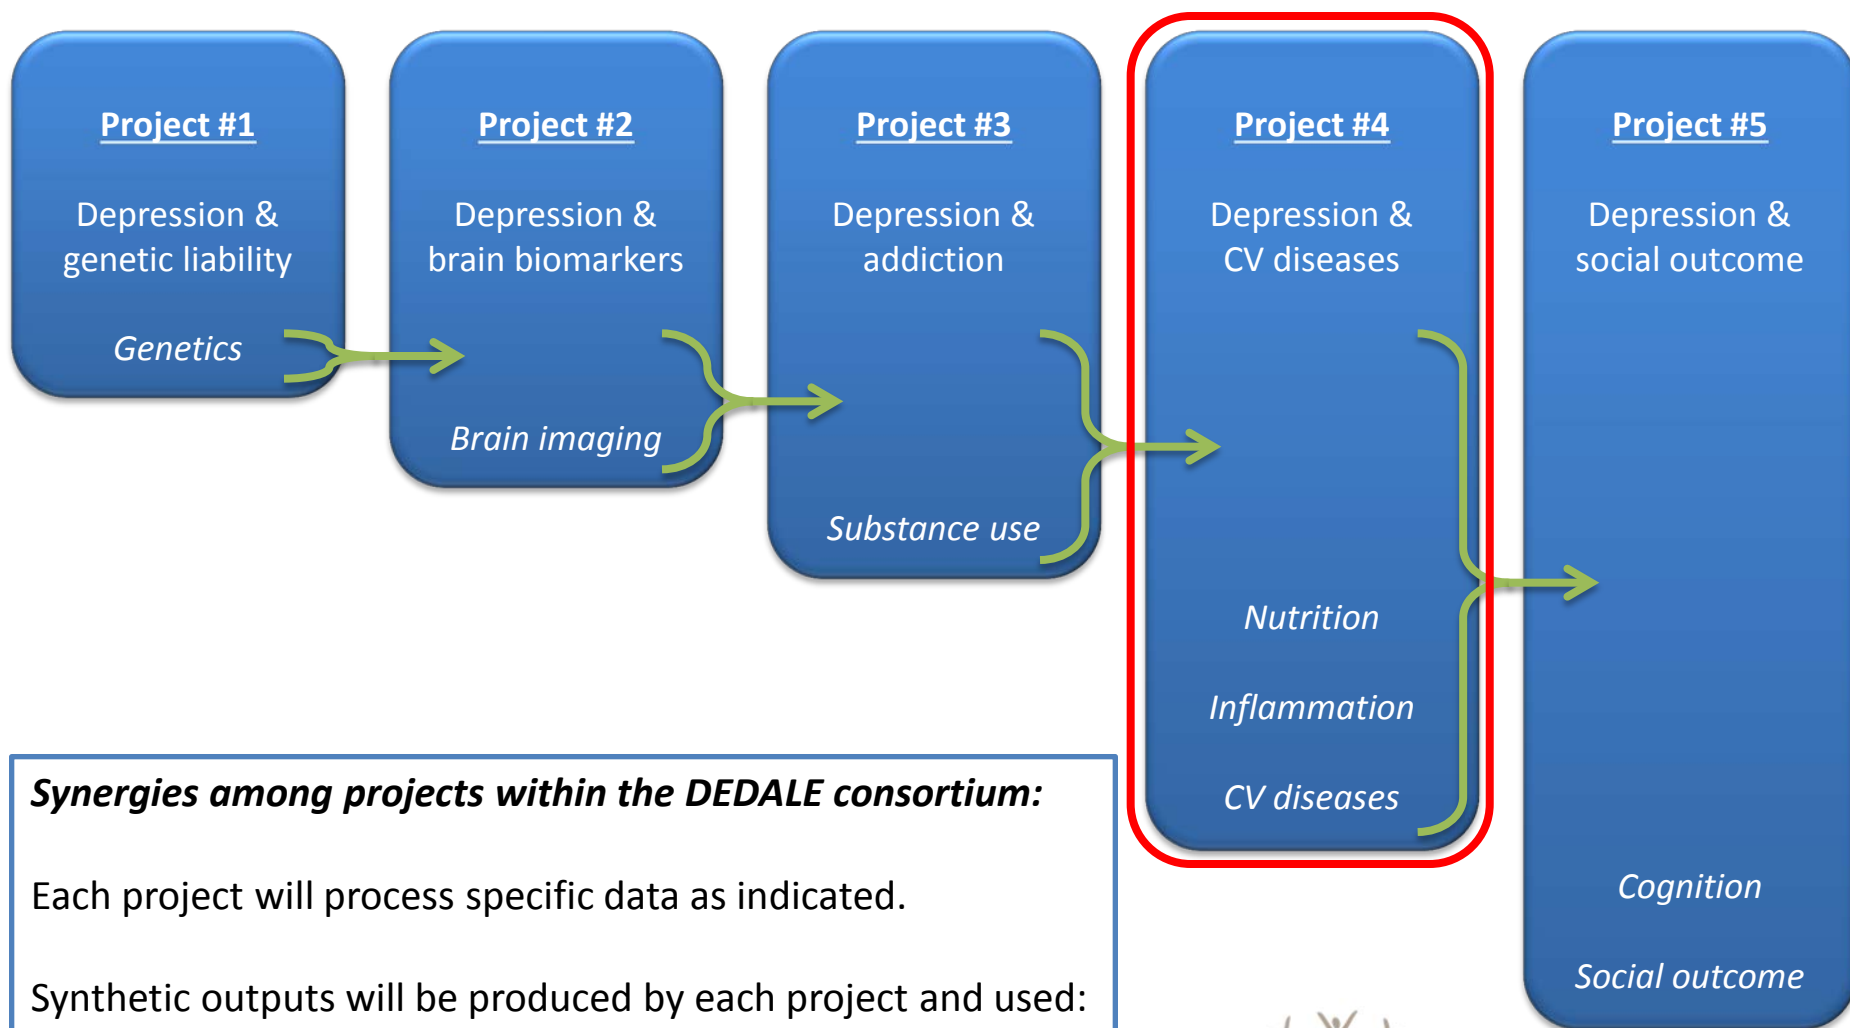 Project #1
Depression &
genetic liability
Genetics
Project #2
Depression &
brain biomarkers
Brain imaging
Project #3
Depression &
addiction
Substance use
Project #4
Depression &
CV diseases
Nutrition
Inflammation
CV diseases
Project #5
Depression &
social outcome
Cognition
Social outcome
Synergies among projects within the DEDALE consortium:
Each project will process specific data as indicated.
Synthetic outputs will be produced by each project and used: